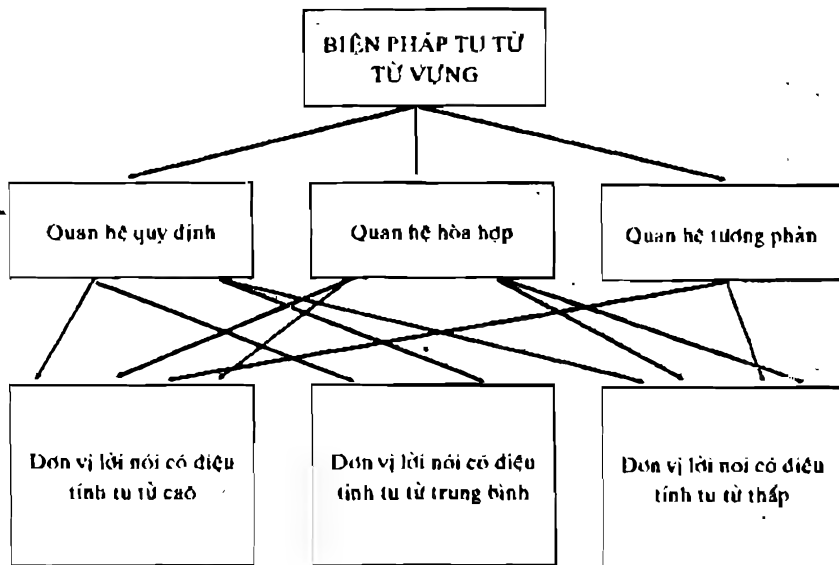 BIỆN PHÁP TU TỪ
TỪ VỰNG
Quan hệ quy định
Quan hệ hòa hợp
Quan hệ tương phản
Đơn vị lời nói có điệu
tính tu từ cao
Đơn vị lời nói có điệu
tính tu từ trung bình
Đơn vị lời nói có điệu
tính tu từ thấp